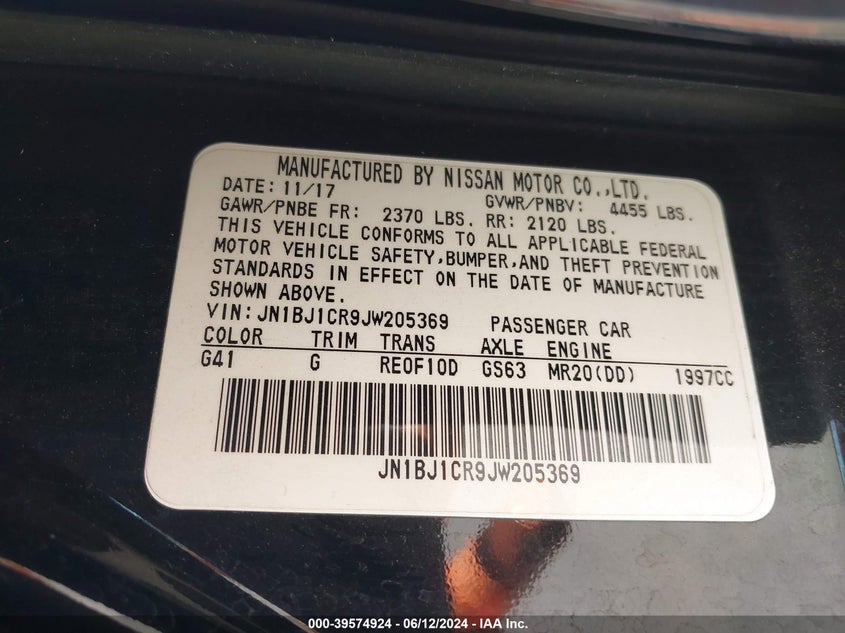 MANUFACTURED BY NISSAN MOTOR CO.,LTD.
DATE: 11/17 GVWR/PNBV: 4455 LBS.
GAWR/PNBE FR: 2370 LBS. RR: 2120 LBS.
THIS VEHICLE CONFORMS TO ALL APPLICABLE FEDERAL
MOTOR VEHICLE SAFETY,BUMPER,AND THEFT PREVENTION
STANDARDS IN EFFECT ON THE DATE OF MANUFACTURE
SHOWN ABOVE.
VIN: JN1BJ1CR9JW205369 PASSENGER CAR
COLOR TRIM TRANS AXLE ENGINE
G41 G RE0F10D GS63 MR20(DD) 1997CC
JN1BJ1CR9JW205369
000-39574924 - 06/12/2024 - IAA Inc.